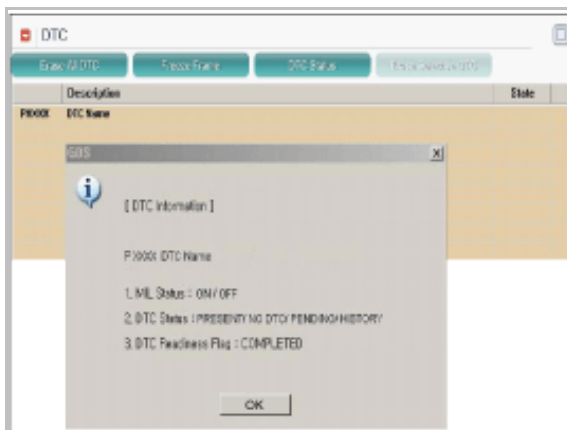 DTC
Erase All DTC Freeze Frame DTC Status
Description State
PXXXX DTC Name
GDS
[ DTC Information ]
PXXXX DTC Name
1. MIL Status : ON / OFF
2. DTC Status : PRESENT/ NO DTC/ PENDING/HISTORY
3. DTC Readiness Flag : COMPLETED
OK